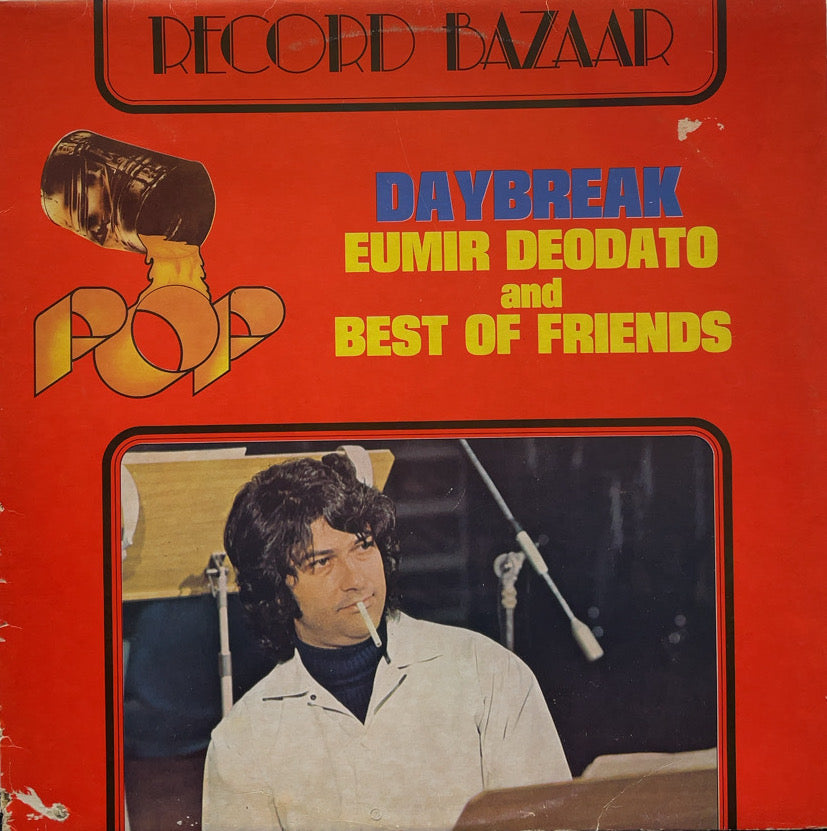 RECORD BAZAAR
POP
DAYBREAK
EUMIR DEODATO
and
BEST OF FRIENDS